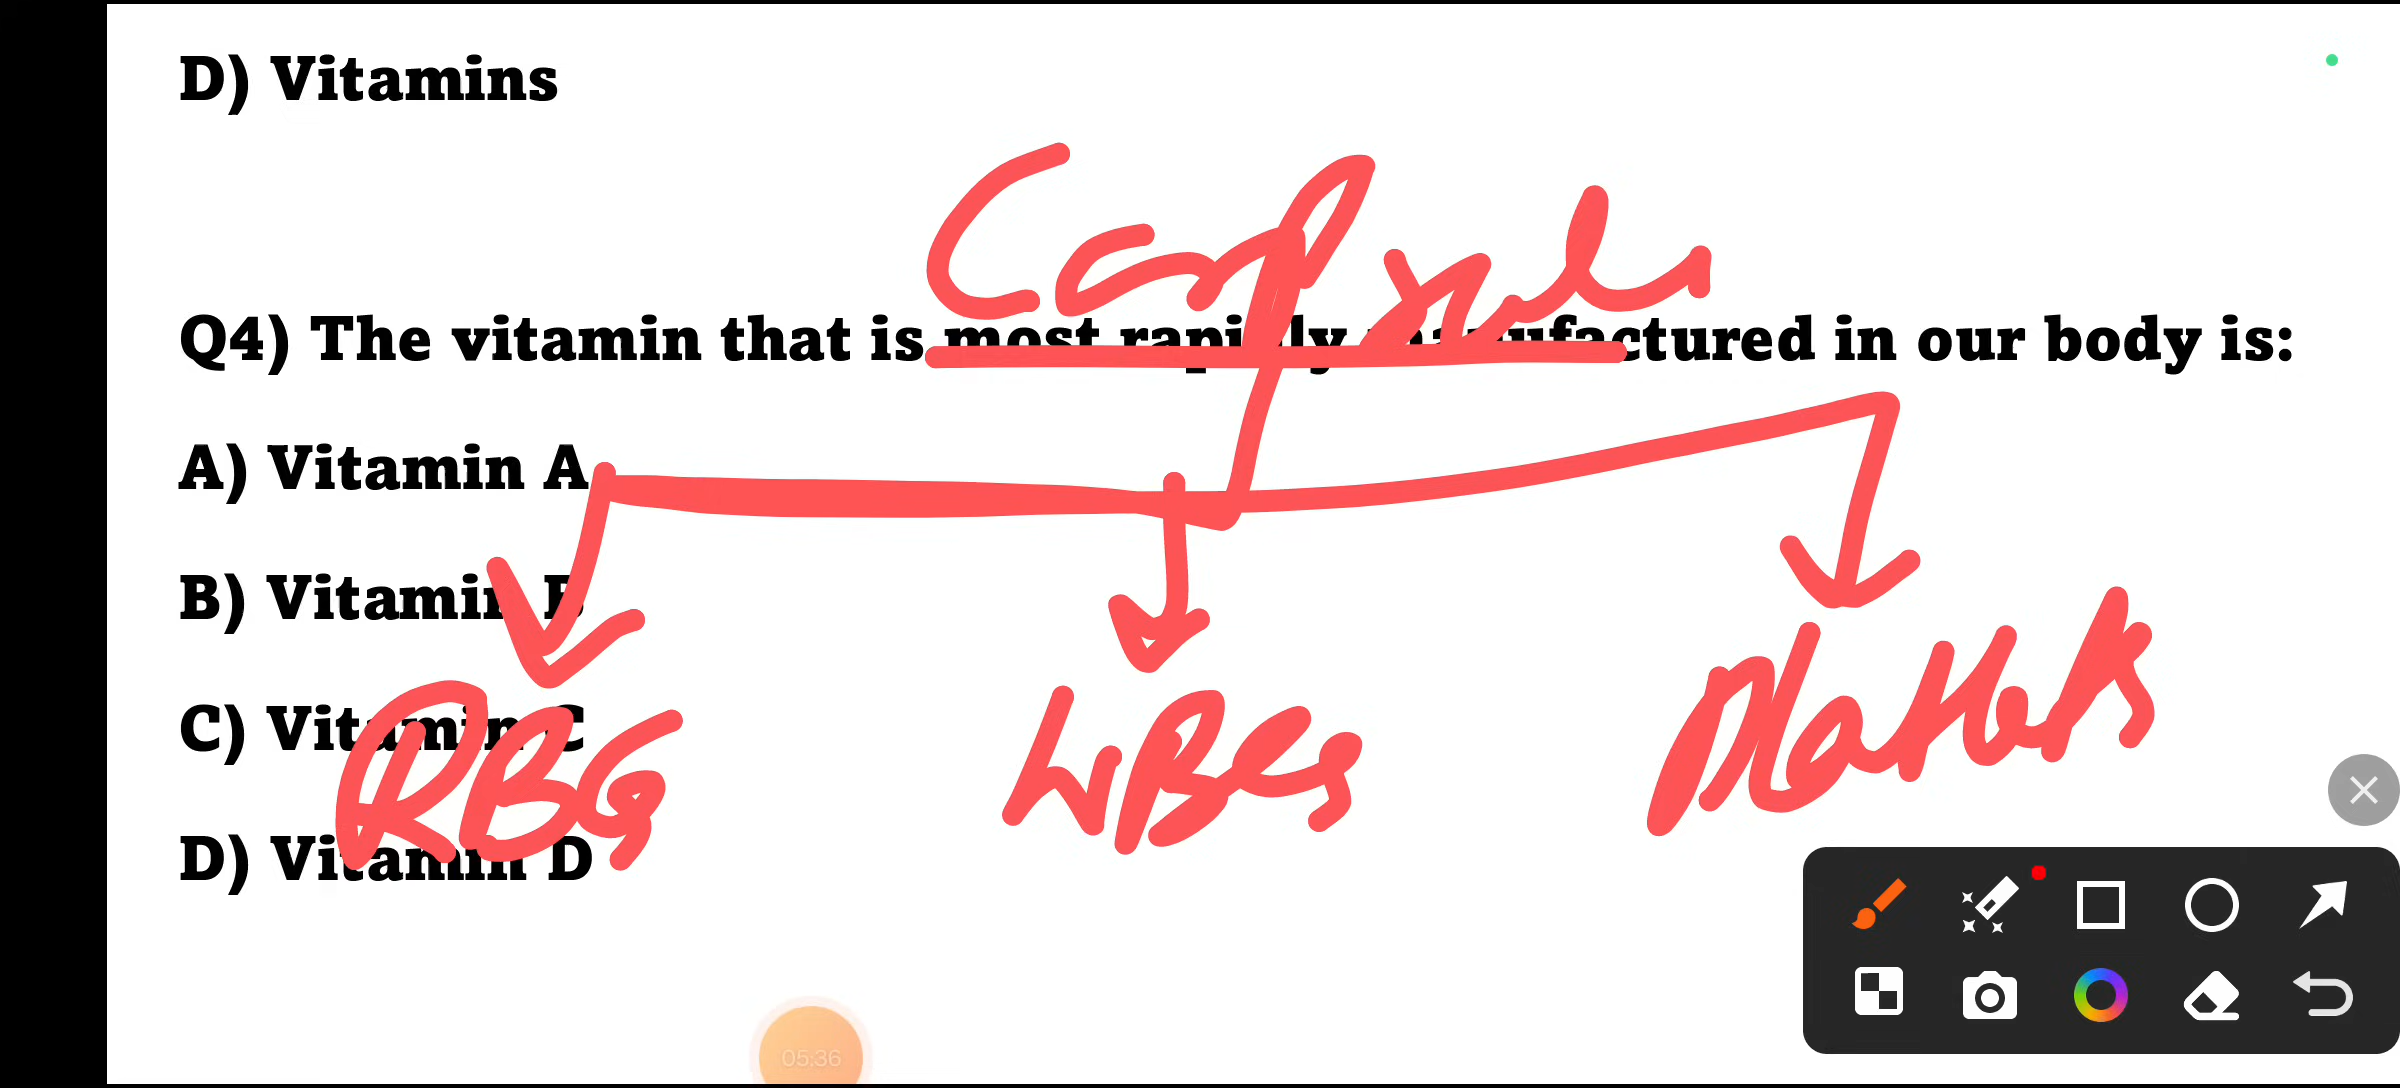 D) Vitamins
Q4) The vitamin that is most rapidly manufactured in our body is:
A) Vitamin A
B) Vitamin B
C) Vitamin C
D) Vitamin D
RBCs
WBCs
Platelets
05:36